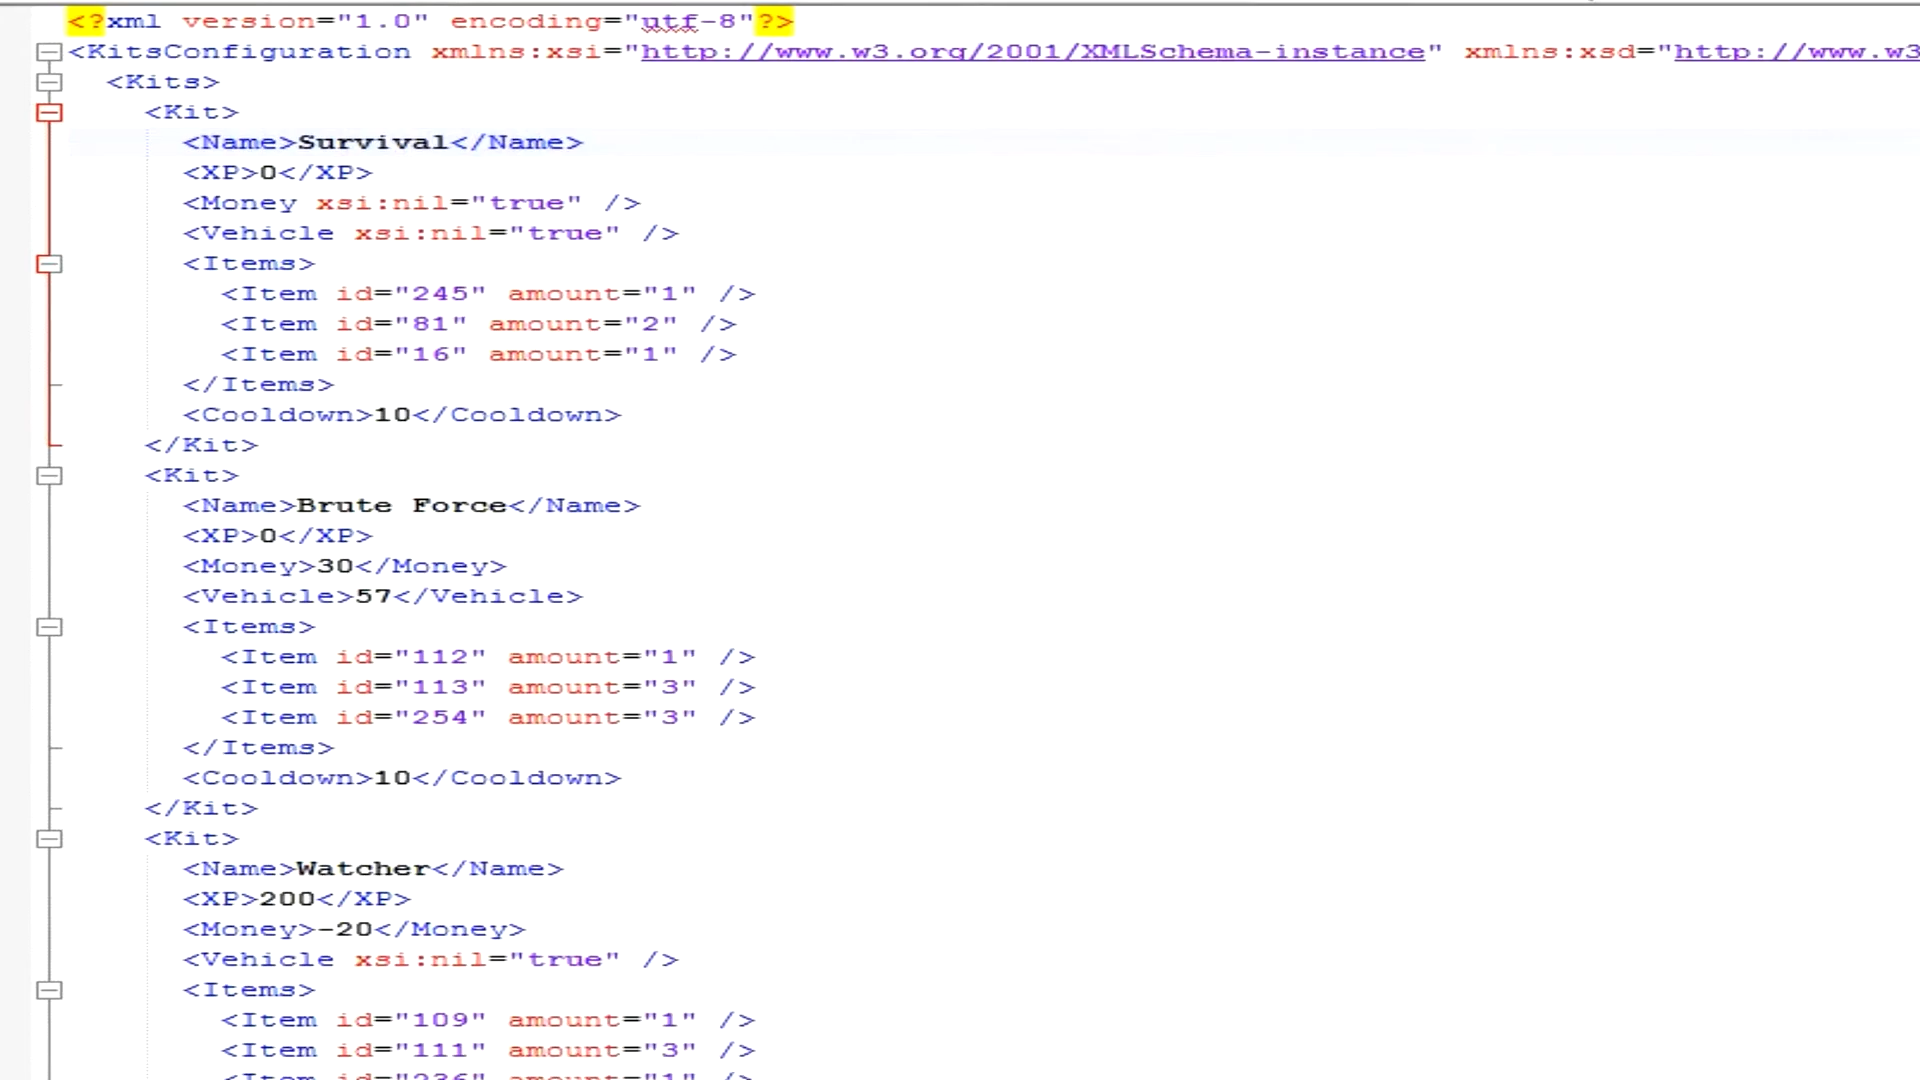 <?xml version="1.0" encoding="utf-8"?>
<KitsConfiguration xmlns:xsi="http://www.w3.org/2001/XMLSchema-instance" xmlns:xsd="http://www.w3
<Kits>
<Kit>
<Name>Survival</Name>
<XP>0</XP>
<Money xsi:nil="true" />
<Vehicle xsi:nil="true" />
<Items>
<Item id="245" amount="1" />
<Item id="81" amount="2" />
<Item id="16" amount="1" />
</Items>
<Cooldown>10</Cooldown>
</Kit>
<Kit>
<Name>Brute Force</Name>
<XP>0</XP>
<Money>30</Money>
<Vehicle>57</Vehicle>
<Items>
<Item id="112" amount="1" />
<Item id="113" amount="3" />
<Item id="254" amount="3" />
</Items>
<Cooldown>10</Cooldown>
</Kit>
<Kit>
<Name>Watcher</Name>
<XP>200</XP>
<Money>-20</Money>
<Vehicle xsi:nil="true" />
<Items>
<Item id="109" amount="1" />
<Item id="111" amount="3" />
<Item id="236" amount="1" />